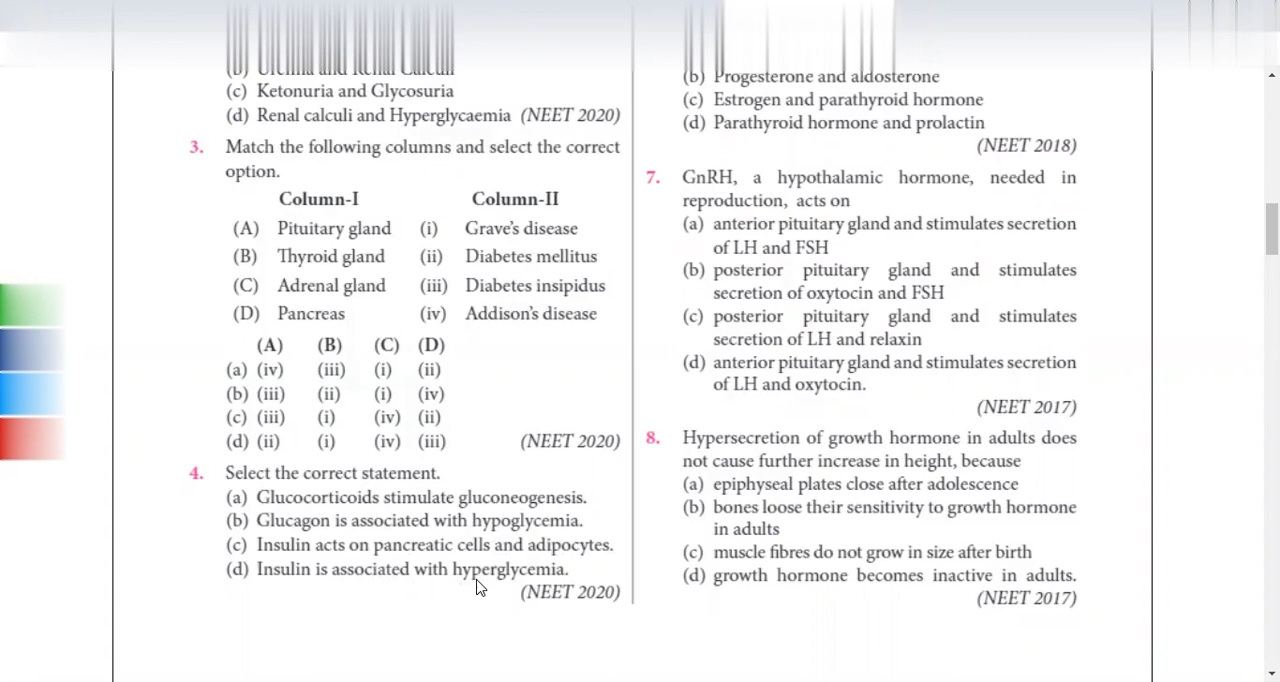 (c) Ketonuria and Glycosuria
(d) Renal calculi and Hyperglycaemia (NEET 2020)
3. Match the following columns and select the correct
option.
Column-I Column-II
(A) Pituitary gland (i) Grave's disease
(B) Thyroid gland (ii) Diabetes mellitus
(C) Adrenal gland (iii) Diabetes insipidus
(D) Pancreas (iv) Addison's disease
(A) (B) (C) (D)
(a) (iv) (iii) (i) (ii)
(b) (iii) (ii) (i) (iv)
(c) (iii) (i) (iv) (ii)
(d) (ii) (i) (iv) (iii) (NEET 2020)
4. Select the correct statement.
(a) Glucocorticoids stimulate gluconeogenesis.
(b) Glucagon is associated with hypoglycemia.
(c) Insulin acts on pancreatic cells and adipocytes.
(d) Insulin is associated with hyperglycemia.
(NEET 2020)
(b) Progesterone and aldosterone
(c) Estrogen and parathyroid hormone
(d) Parathyroid hormone and prolactin
(NEET 2018)
7. GnRH, a hypothalamic hormone, needed in
reproduction, acts on
(a) anterior pituitary gland and stimulates secretion
of LH and FSH
(b) posterior pituitary gland and stimulates
secretion of oxytocin and FSH
(c) posterior pituitary gland and stimulates
secretion of LH and relaxin
(d) anterior pituitary gland and stimulates secretion
of LH and oxytocin.
(NEET 2017)
8. Hypersecretion of growth hormone in adults does
not cause further increase in height, because
(a) epiphyseal plates close after adolescence
(b) bones loose their sensitivity to growth hormone
in adults
(c) muscle fibres do not grow in size after birth
(d) growth hormone becomes inactive in adults.
(NEET 2017)